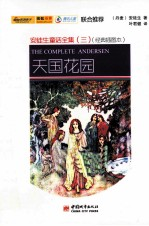 联合推荐
(丹麦) 安徒生 著
叶君健 译
安徒生童话全集(三)(经典插图本)
THE COMPLETE ANDERSEN
天国花园
中国城市出版社